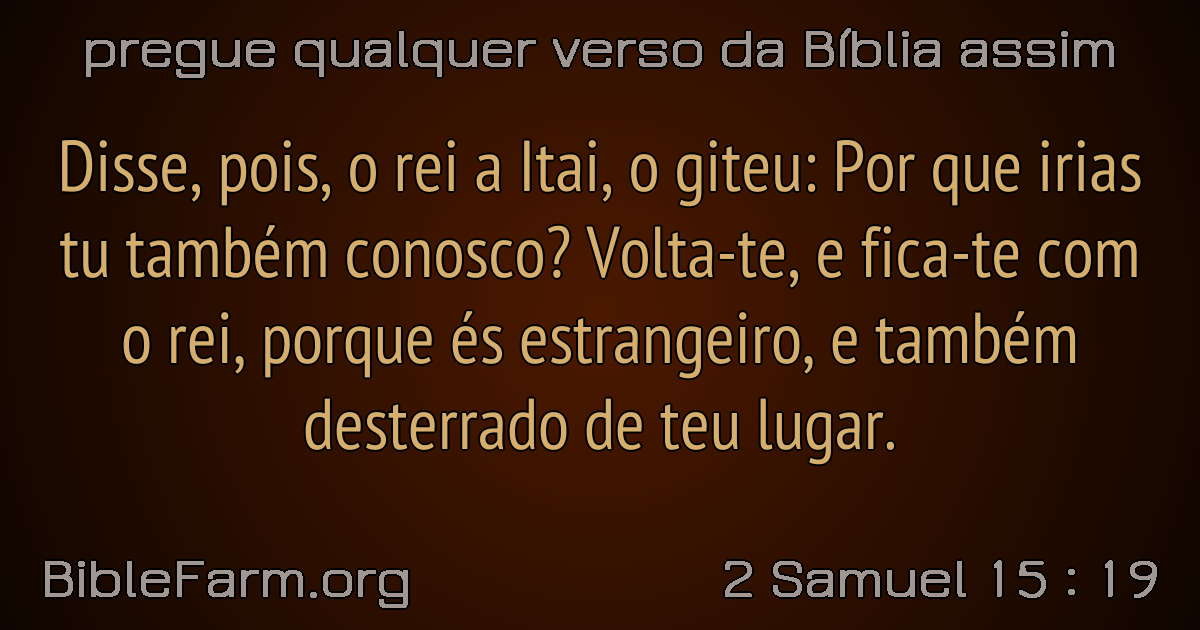 pregue qualquer verso da Bíblia assim
Disse, pois, o rei a Itai, o giteu: Por que irias
tu também conosco? Volta-te, e fica-te com
o rei, porque és estrangeiro, e também
desterrado de teu lugar.
BibleFarm.org
2 Samuel 15 : 19